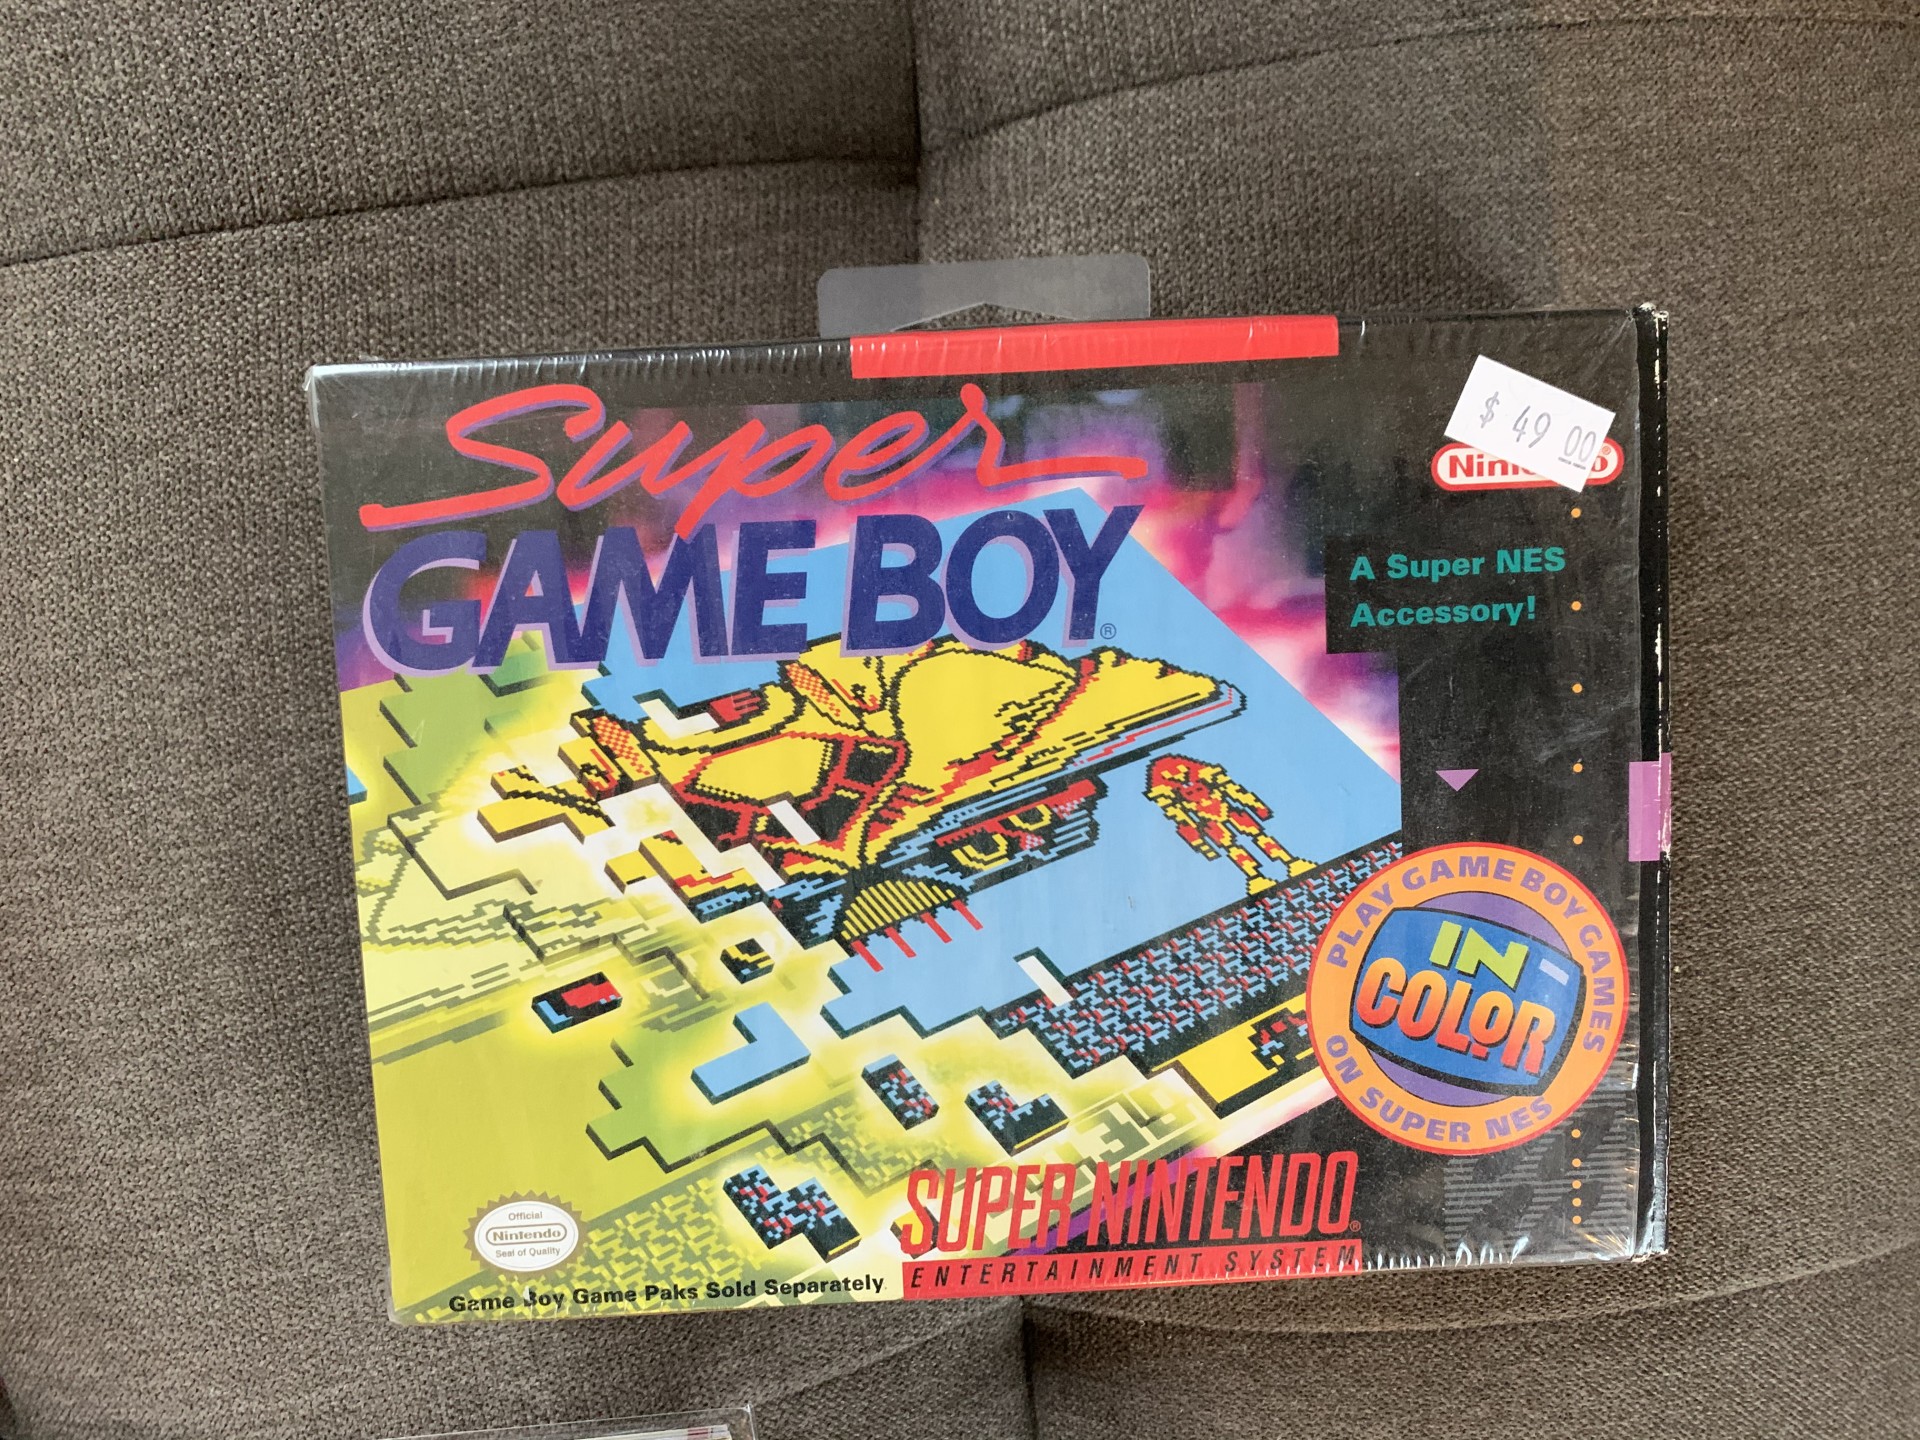 $ 49 00
Super
GAME BOY®
Nintendo®
A Super NES
Accessory!
PLAY GAME BOY GAMES
IN
COLOR
ON SUPER NES
SUPER NINTENDO®
ENTERTAINMENT SYSTEM
Official
Nintendo
Seal of Quality
Game Boy Game Paks Sold Separately.